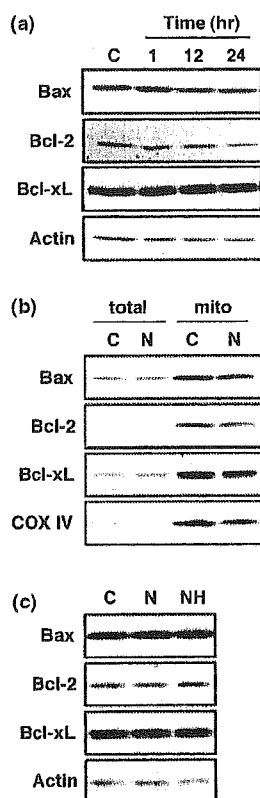 (a)
Time (hr)
C 1 12 24
Bax
Bcl-2
Bcl-xL
Actin
(b)
total mito
C N C N
Bax
Bcl-2
Bcl-xL
COX IV
(c)
C N NH
Bax
Bcl-2
Bcl-xL
Actin